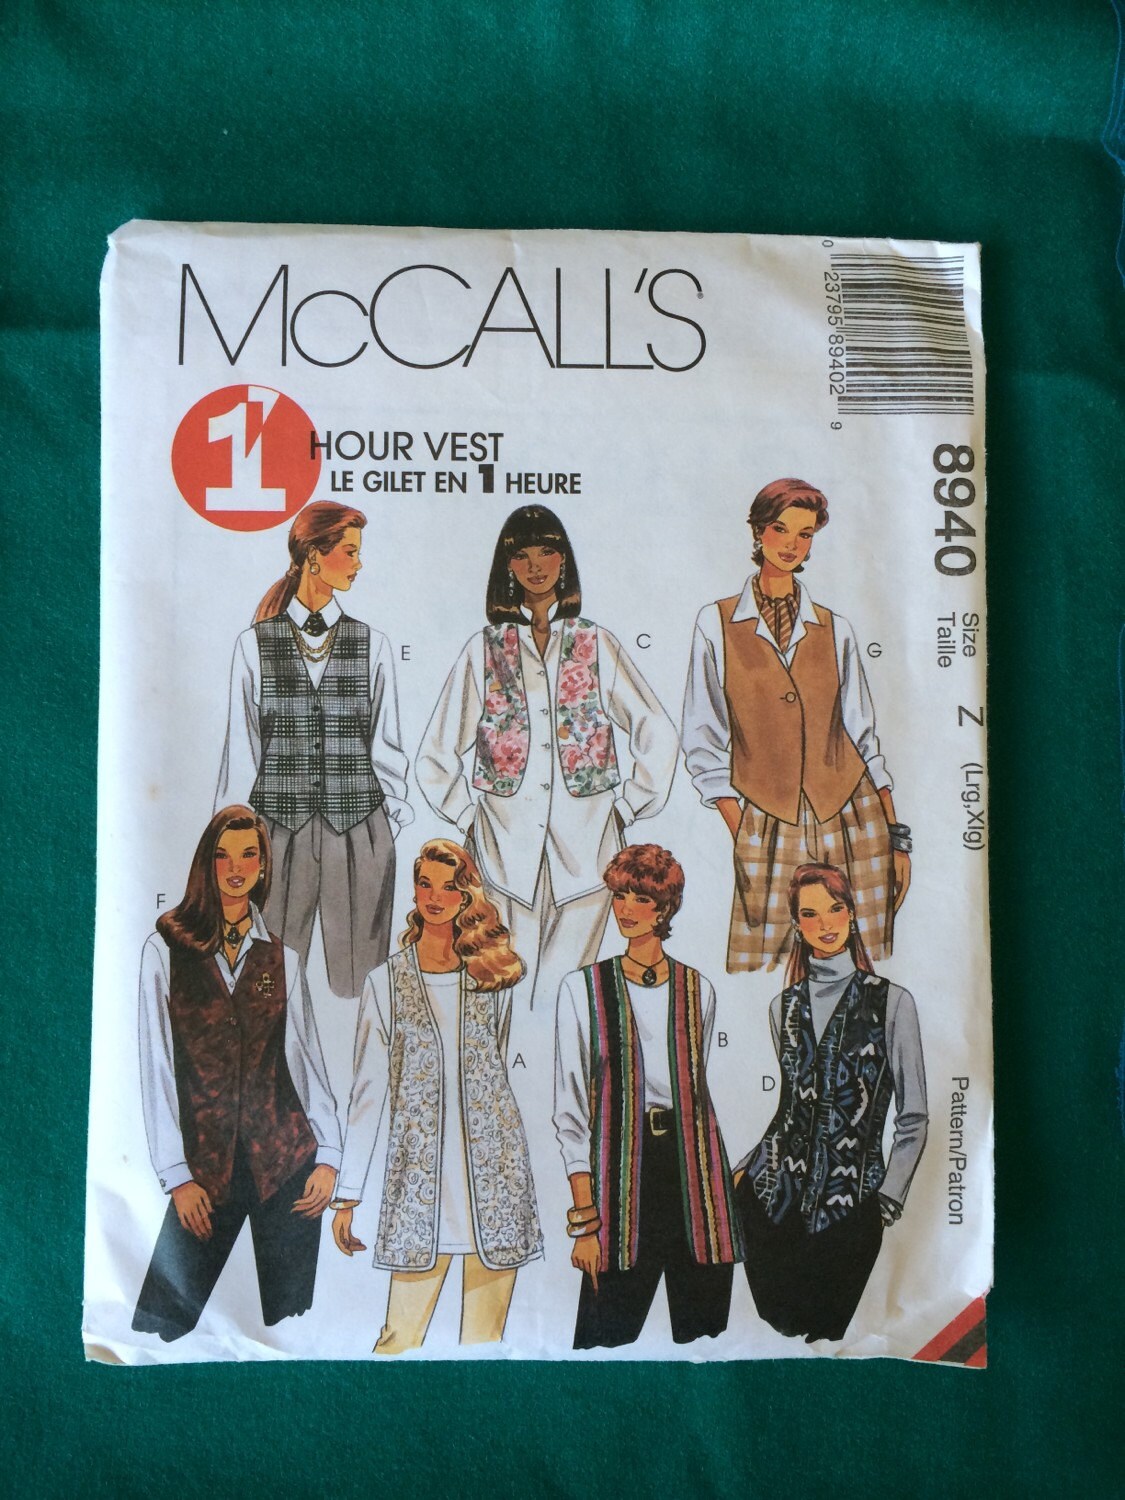 McCALL'S®
1 HOUR VEST
LE GILET EN 1 HEURE
0 23795 89402 9
8940
Size Z (Lrg,Xlg)
Taille
Pattern/Patron
E
C
G
F
A
B
D